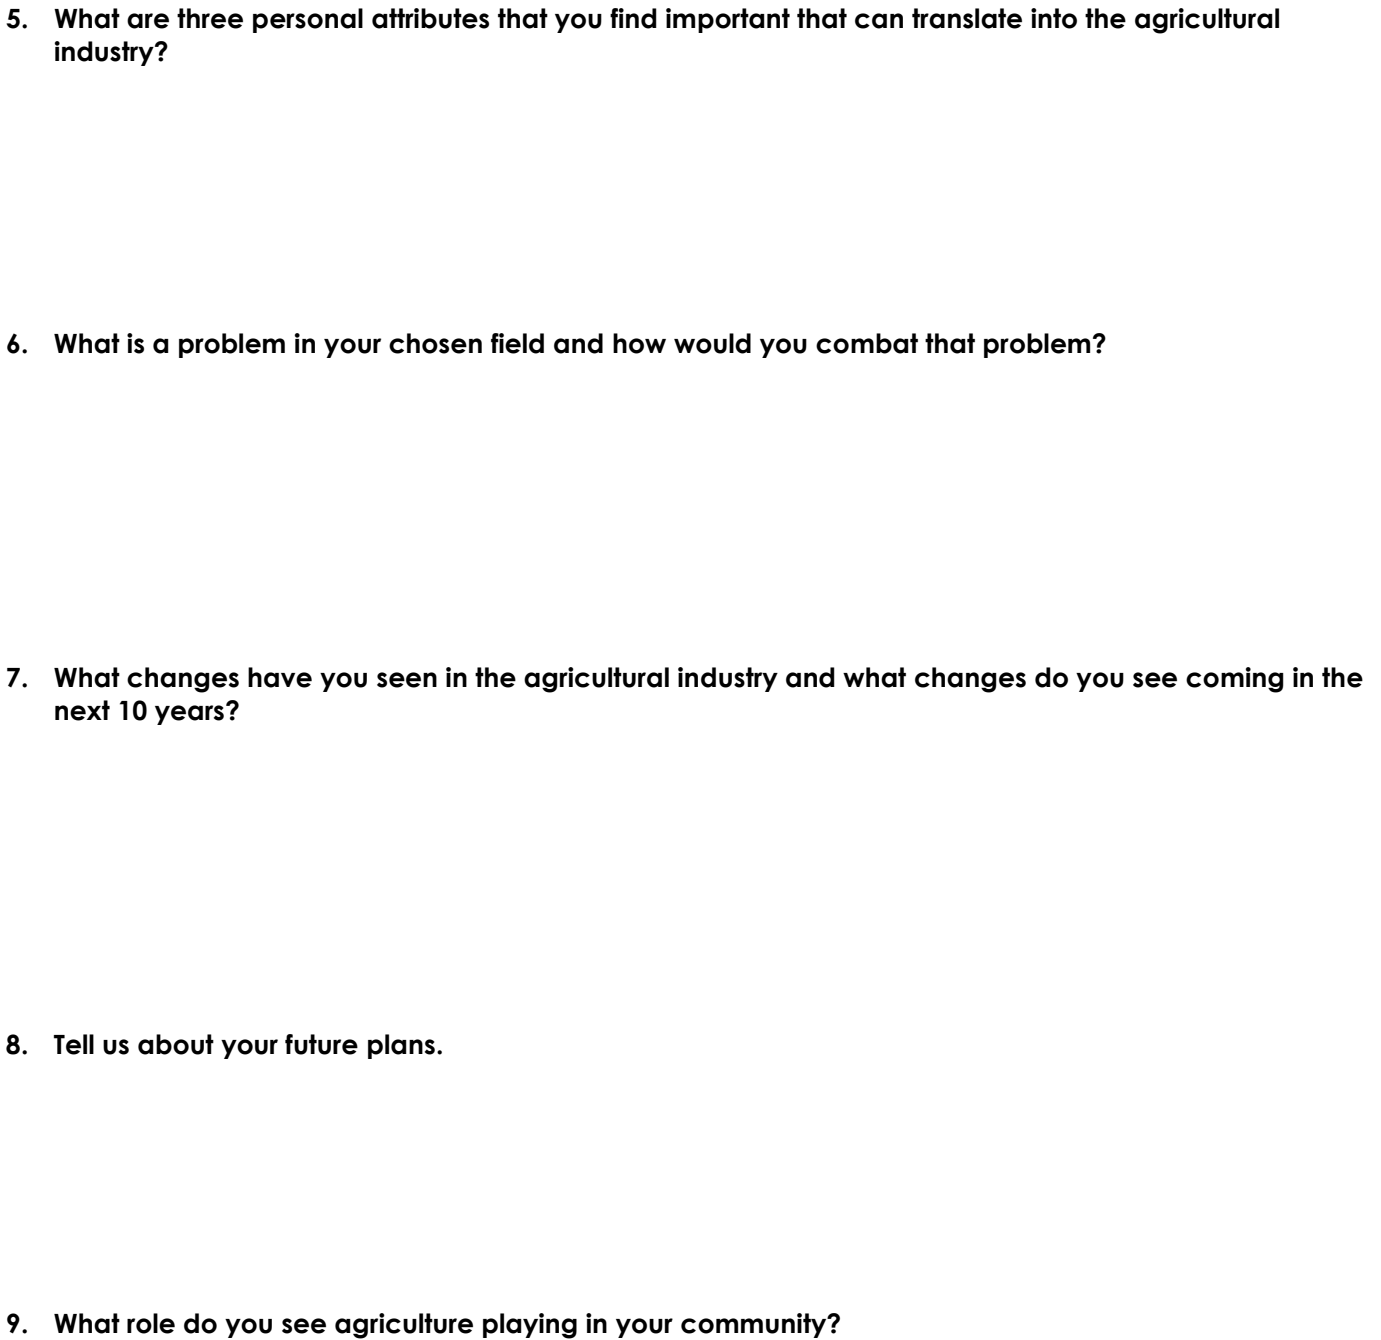 5. What are three personal attributes that you find important that can translate into the agricultural
industry?
6. What is a problem in your chosen field and how would you combat that problem?
7. What changes have you seen in the agricultural industry and what changes do you see coming in the
next 10 years?
8. Tell us about your future plans.
9. What role do you see agriculture playing in your community?